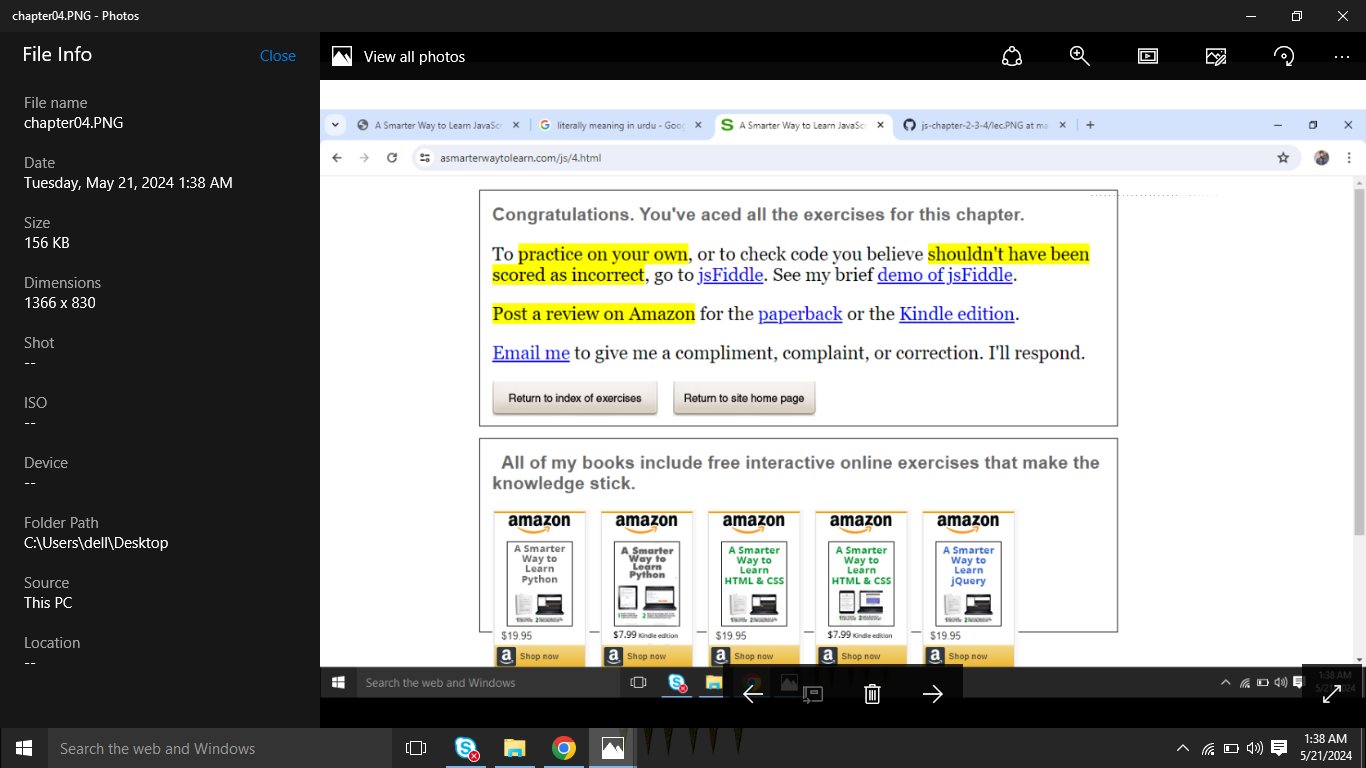 chapter04.PNG - Photos
File Info
Close
File name
chapter04.PNG
Date
Tuesday, May 21, 2024 1:38 AM
Size
156 KB
Dimensions
1366 x 830
Shot
--
ISO
--
Device
--
Folder Path
C:\Users\dell\Desktop
Source
This PC
Location
--
View all photos
A Smarter Way to Learn JavaSc
literally meaning in urdu - Goo
A Smarter Way to Learn JavaSc
js-chapter-2-3-4/lec.PNG at ma
asmarterwaytolearn.com/js/4.html
Congratulations. You've aced all the exercises for this chapter.
To practice on your own, or to check code you believe shouldn't have been
scored as incorrect, go to jsFiddle. See my brief demo of jsFiddle.
Post a review on Amazon for the paperback or the Kindle edition.
Email me to give me a compliment, complaint, or correction. I'll respond.
Return to index of exercises
Return to site home page
All of my books include free interactive online exercises that make the
knowledge stick.
amazon
A Smarter
Way to
Learn
Python
$19.95
Shop now
amazon
A Smarter
Way to
Learn
Python
$7.99 Kindle edition
Shop now
amazon
A Smarter
Way to
Learn
HTML & CSS
$19.95
Shop now
amazon
A Smarter
Way to
Learn
HTML & CSS
$7.99 Kindle edition
Shop now
amazon
A Smarter
Way to
Learn
jQuery
$19.95
Shop now
Search the web and Windows
1:38 AM
Search the web and Windows
1:38 AM
5/21/2024